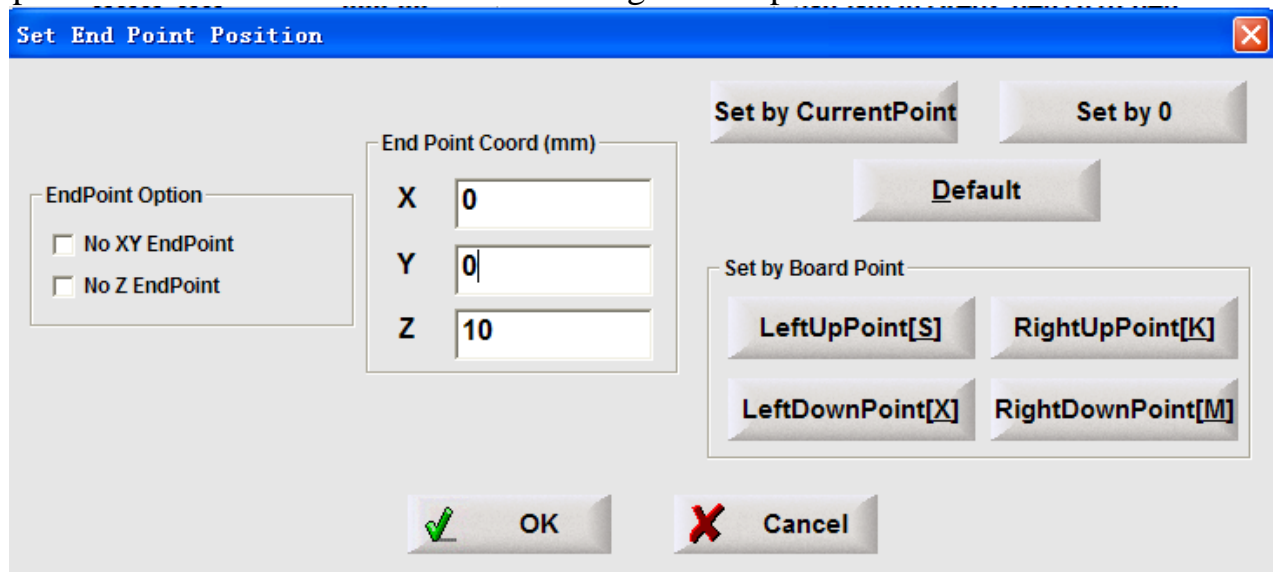 Set End Point Position
Set by CurrentPoint
Set by 0
Default
EndPoint Option
No XY EndPoint
No Z EndPoint
End Point Coord (mm)
X 0
Y 0
Z 10
Set by Board Point
LeftUpPoint[S]
RightUpPoint[K]
LeftDownPoint[X]
RightDownPoint[M]
OK
Cancel